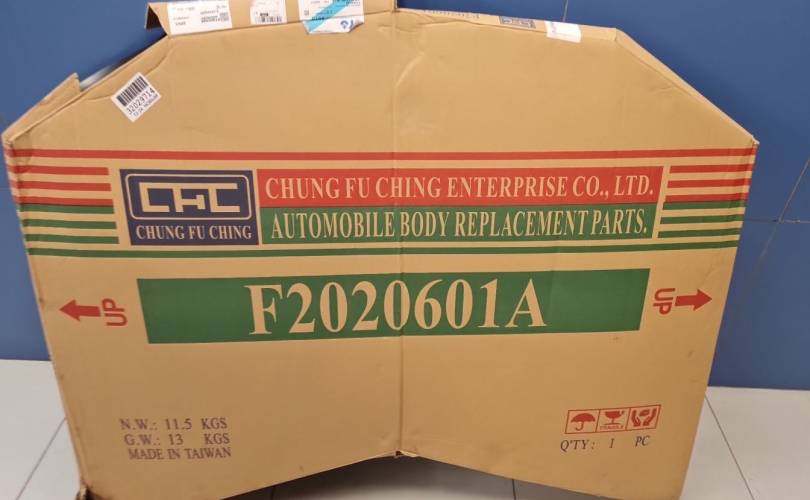 32029714
CFC
CHUNG FU CHING
CHUNG FU CHING ENTERPRISE CO., LTD.
AUTOMOBILE BODY REPLACEMENT PARTS.
UP
F2020601A
UP
N.W.: 11.5 KGS
G.W.: 13 KGS
MADE IN TAIWAN
FRAGILE
Q'TY: 1 PC